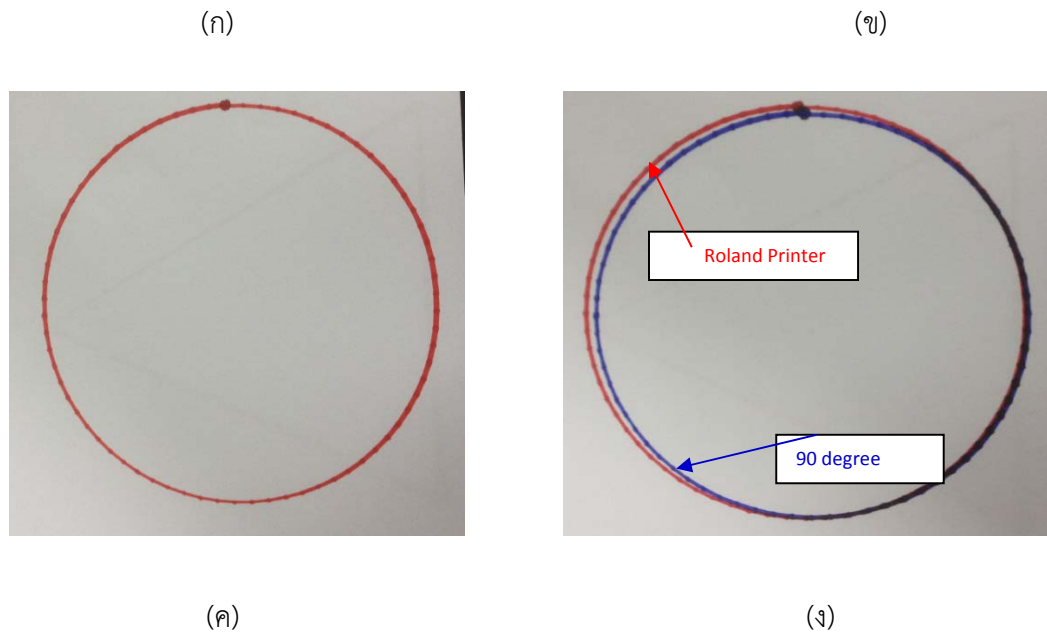 (ก) (ข)
Roland Printer
90 degree
(ค) (ง)